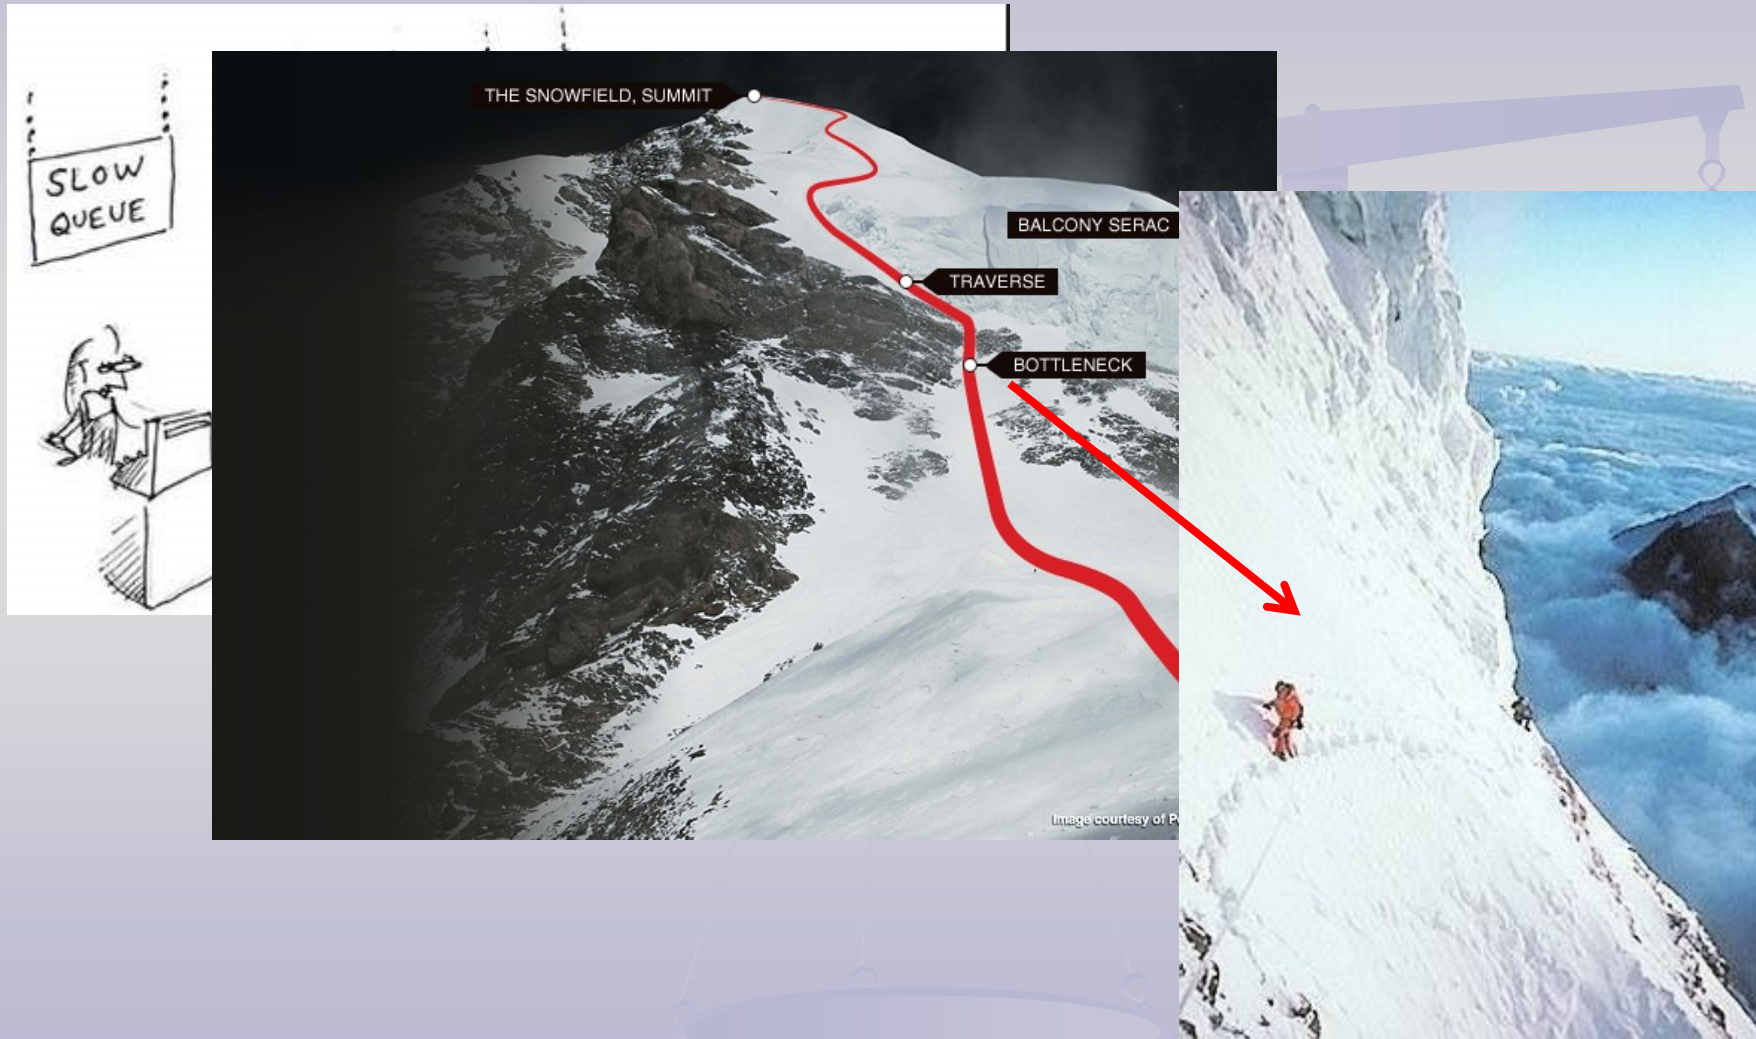 SLOW
QUEUE
THE SNOWFIELD, SUMMIT
BALCONY SERAC
TRAVERSE
BOTTLENECK
Image courtesy of